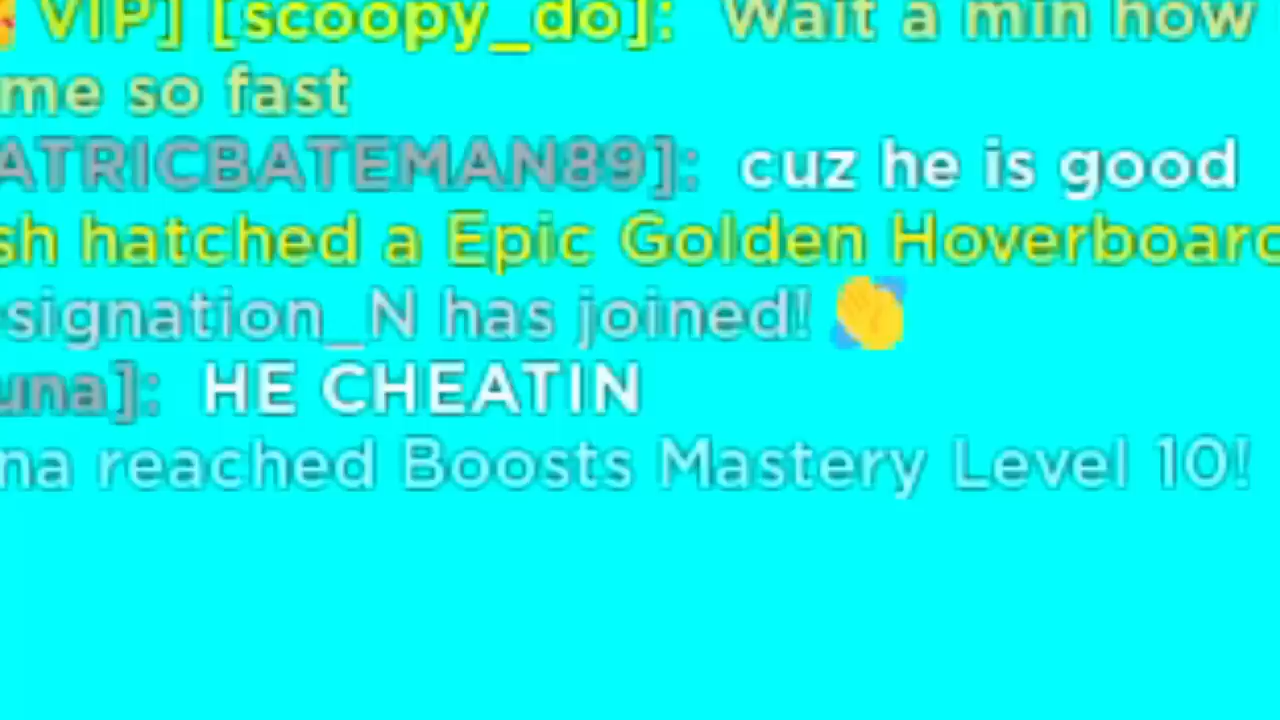 VIP] [scoopy_do]: Wait a min how
me so fast
ATRICBATEMAN89]: cuz he is good
sh hatched a Epic Golden Hoverboard
signation_N has joined! 👏
una]: HE CHEATIN
na reached Boosts Mastery Level 10!